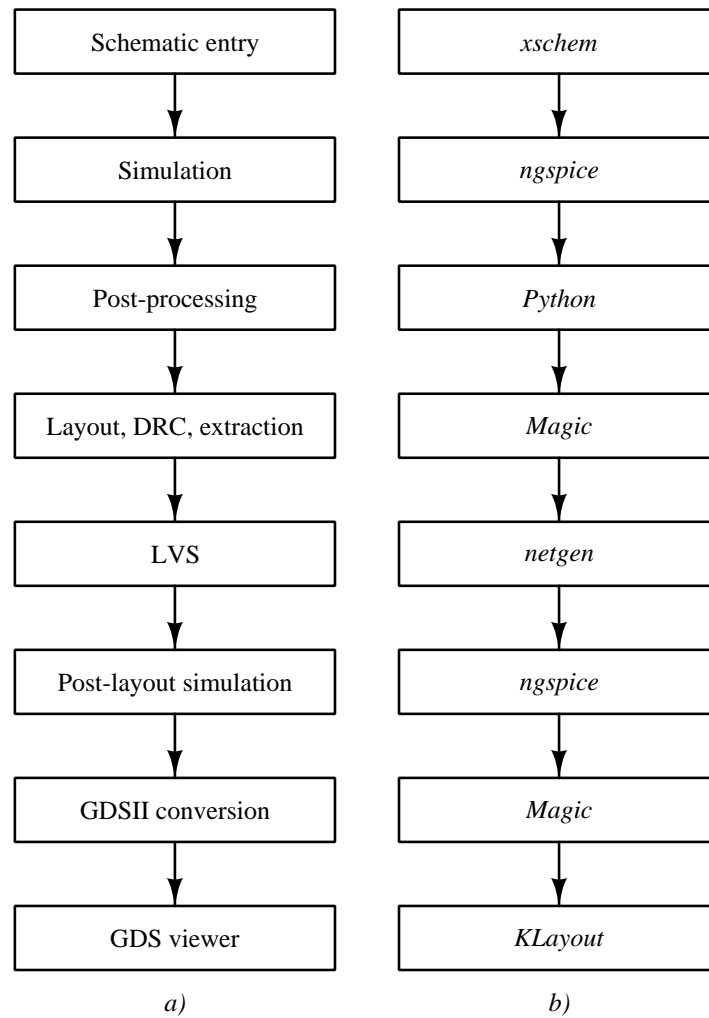 Schematic entry
xschem
Simulation
ngspice
Post-processing
Python
Layout, DRC, extraction
Magic
LVS
netgen
Post-layout simulation
ngspice
GDSII conversion
Magic
GDS viewer
KLayout
a)
b)